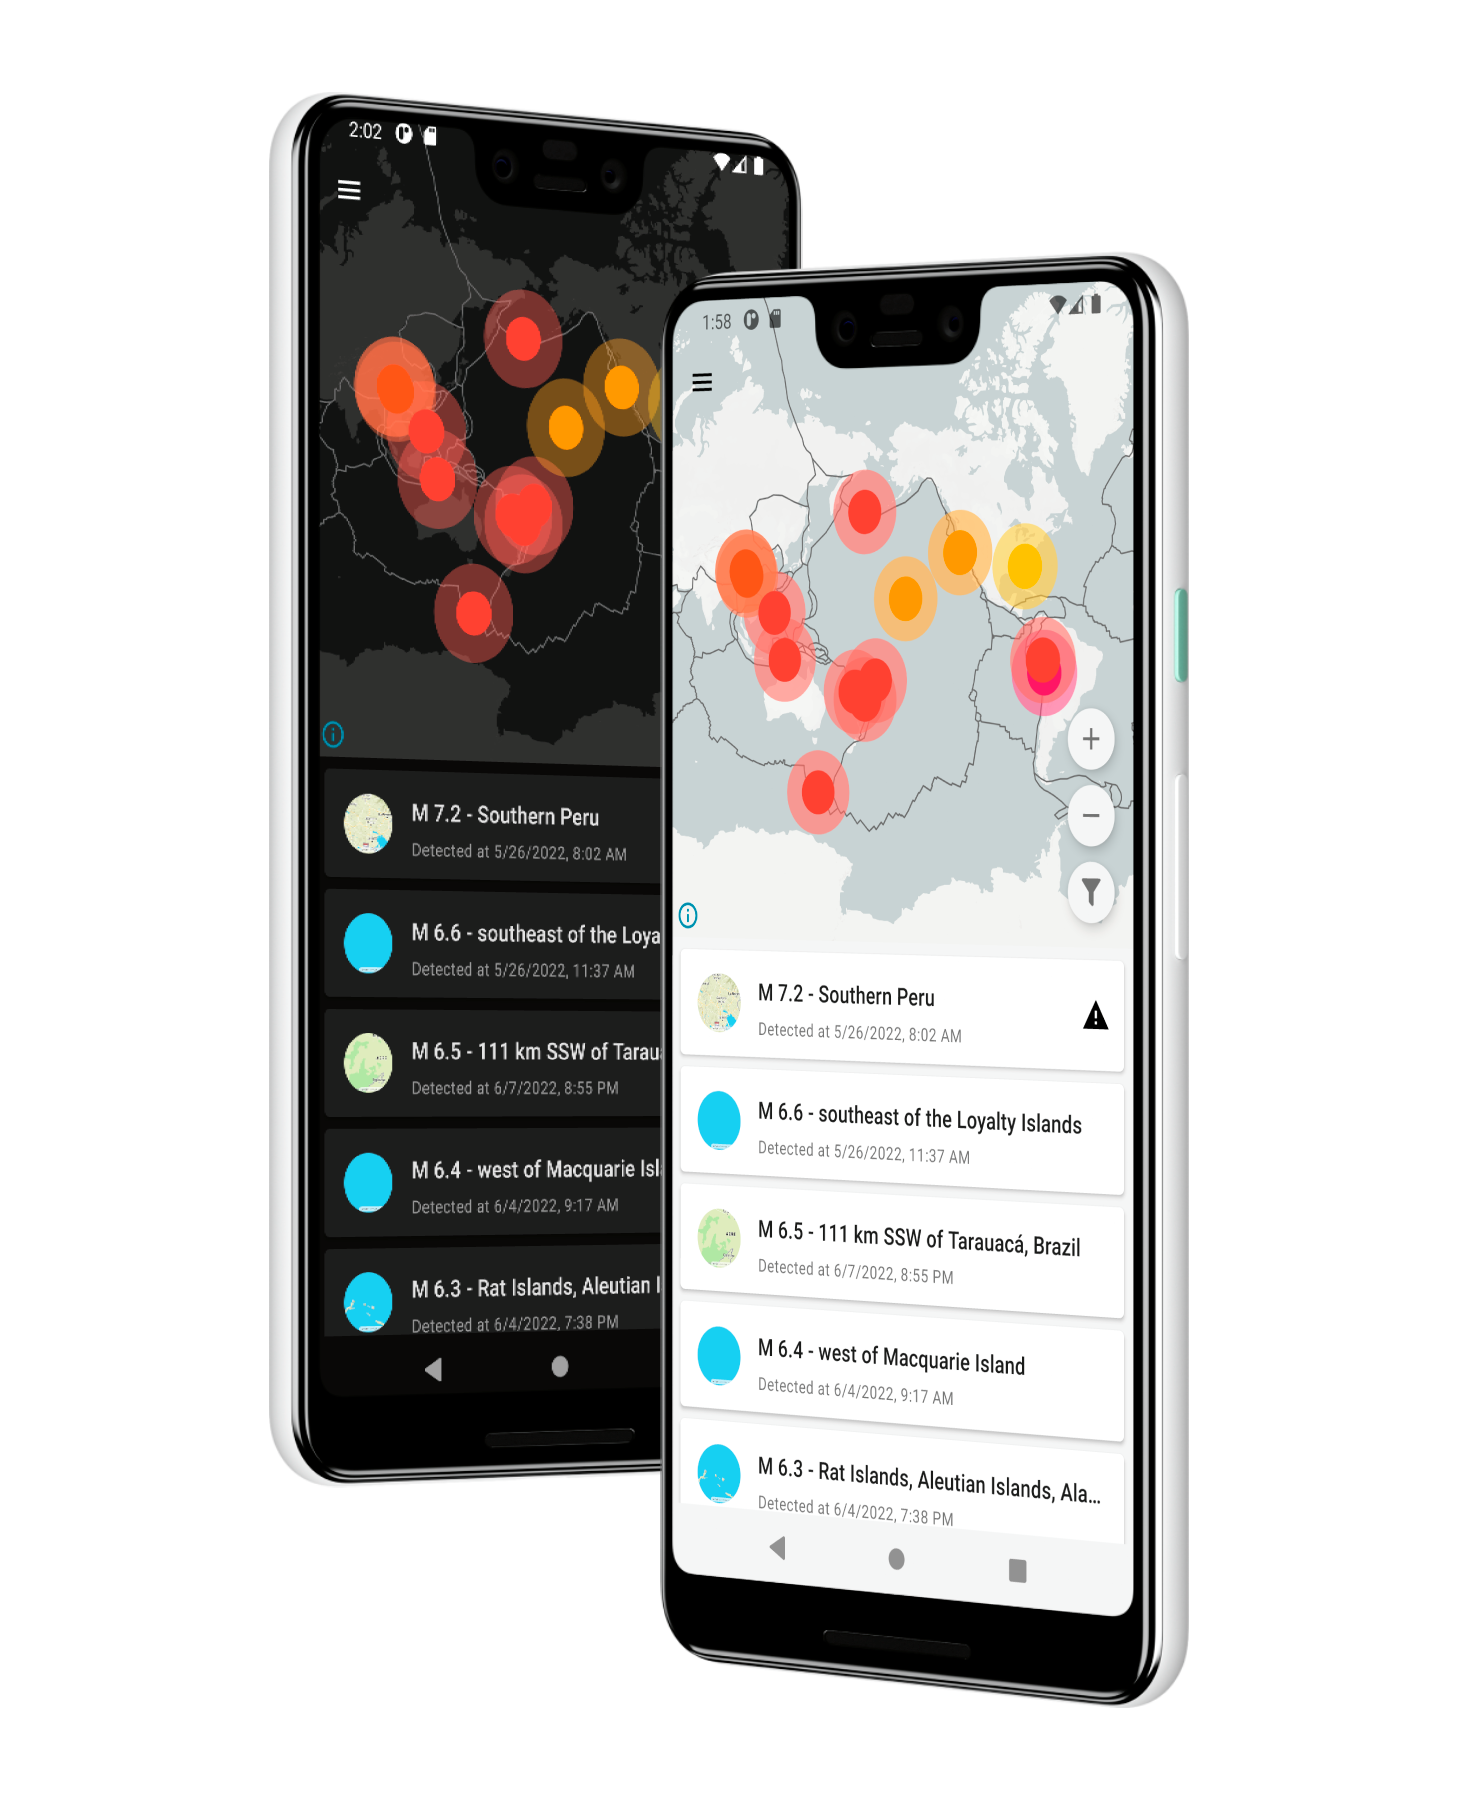 2:02
M 7.2 - Southern Peru
Detected at 5/26/2022, 8:02 AM
M 6.6 - southeast of the Loya
Detected at 5/26/2022, 11:37 AM
M 6.5 - 111 km SSW of Taraua
Detected at 6/7/2022, 8:55 PM
M 6.4 - west of Macquarie Isla
Detected at 6/4/2022, 9:17 AM
M 6.3 - Rat Islands, Aleutian I
Detected at 6/4/2022, 7:38 PM
1:58
M 7.2 - Southern Peru
Detected at 5/26/2022, 8:02 AM
M 6.6 - southeast of the Loyalty Islands
Detected at 5/26/2022, 11:37 AM
M 6.5 - 111 km SSW of Tarauacá, Brazil
Detected at 6/7/2022, 8:55 PM
M 6.4 - west of Macquarie Island
Detected at 6/4/2022, 9:17 AM
M 6.3 - Rat Islands, Aleutian Islands, Ala...
Detected at 6/4/2022, 7:38 PM